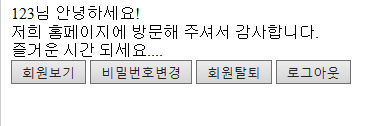 123님 안녕하세요!
저희 홈페이지에 방문해 주셔서 감사합니다.
즐거운 시간 되세요....
회원보기 비밀번호변경 회원탈퇴 로그아웃